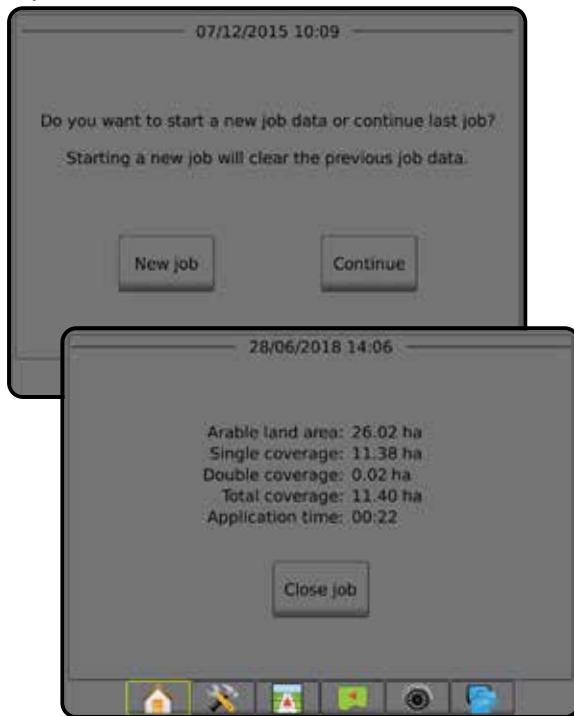 07/12/2015 10:09
Do you want to start a new job data or continue last job?
Starting a new job will clear the previous job data.
New job
Continue
28/06/2018 14:06
Arable land area: 26.02 ha
Single coverage: 11.38 ha
Double coverage: 0.02 ha
Total coverage: 11.40 ha
Application time: 00:22
Close job